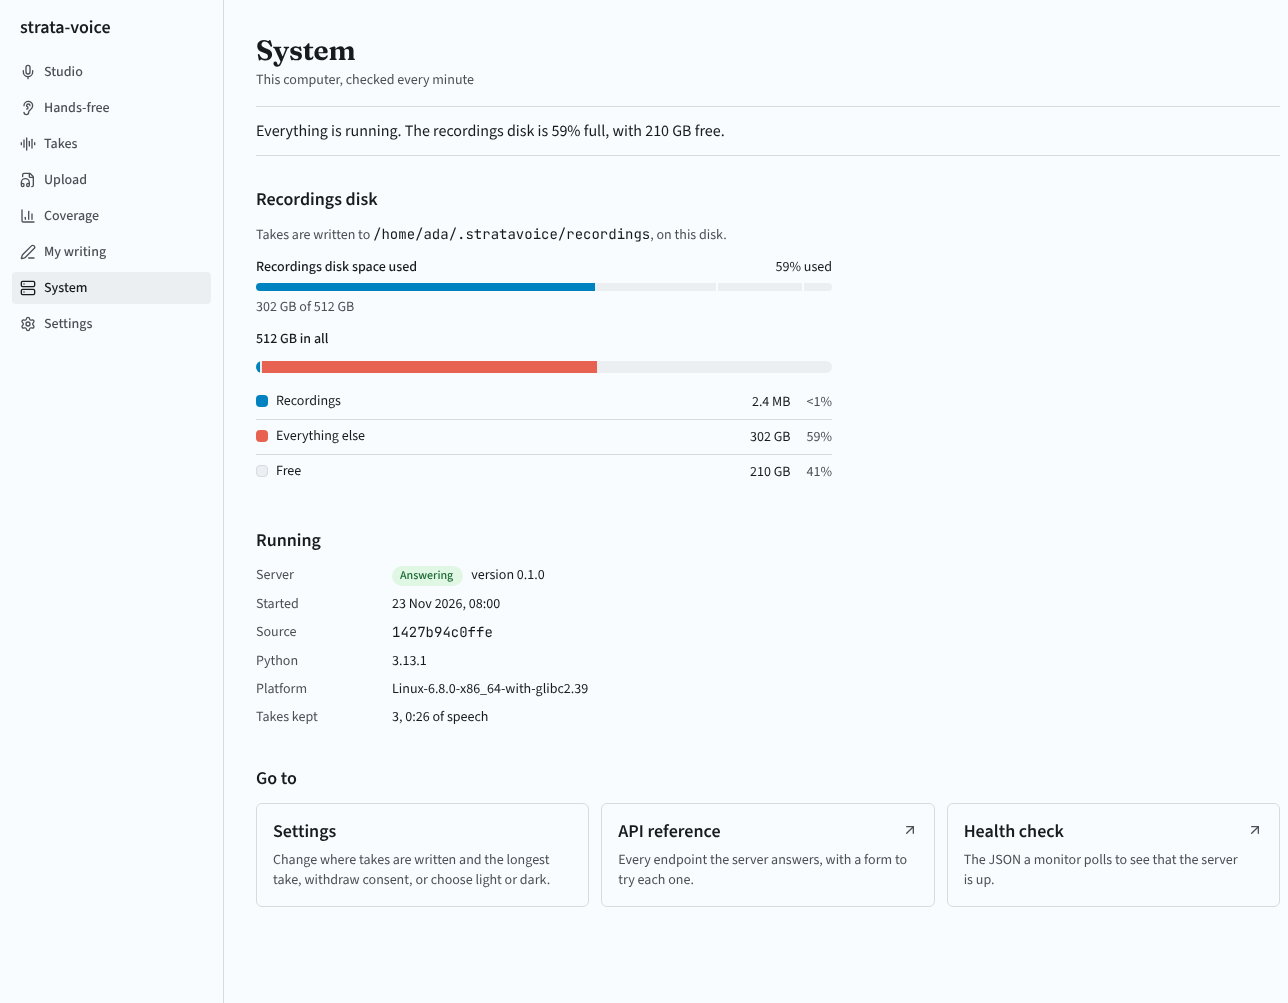 strata-voice
Studio
Hands-free
Takes
Upload
Coverage
My writing
System
Settings
System
This computer, checked every minute
Everything is running. The recordings disk is 59% full, with 210 GB free.
Recordings disk
Takes are written to /home/ada/.stratavoice/recordings, on this disk.
Recordings disk space used 59% used
302 GB of 512 GB
512 GB in all
Recordings 2.4 MB <1%
Everything else 302 GB 59%
Free 210 GB 41%
Running
Server Answering version 0.1.0
Started 23 Nov 2026, 08:00
Source 1427b94c0ffe
Python 3.13.1
Platform Linux-6.8.0-x86_64-with-glibc2.39
Takes kept 3, 0:26 of speech
Go to
Settings
Change where takes are written and the longest
take, withdraw consent, or choose light or dark.
API reference
Every endpoint the server answers, with a form to
try each one.
Health check
The JSON a monitor polls to see that the server
is up.